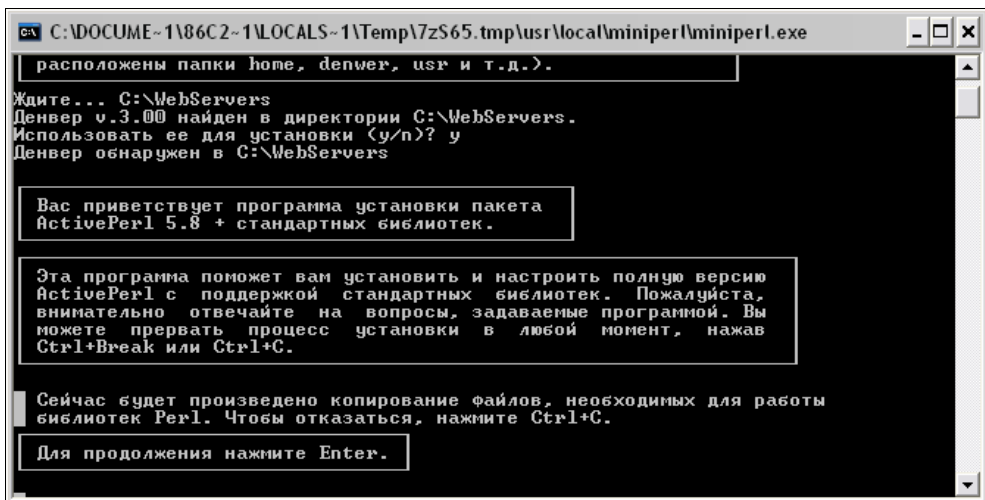 C:\DOCUME~1\86C2~1\LOCALS~1\Temp\7zS65.tmp\usr\local\miniperl\miniperl.exe
расположены папки home, denwer, usr и т.д.).
Ждите... C:\WebServers
Денвер v.3.00 найден в директории C:\WebServers.
Использовать ее для установки (y/n)? y
Денвер обнаружен в C:\WebServers
Вас приветствует программа установки пакета
ActivePerl 5.8 + стандартных библиотек.
Эта программа поможет вам установить и настроить полную версию
ActivePerl с поддержкой стандартных библиотек. Пожалуйста,
внимательно отвечайте на вопросы, задаваемые программой. Вы
можете прервать процесс установки в любой момент, нажав
Ctrl+Break или Ctrl+C.
Сейчас будет произведено копирование файлов, необходимых для работы
библиотек Perl. Чтобы отказаться, нажмите Ctrl+C.
Для продолжения нажмите Enter.